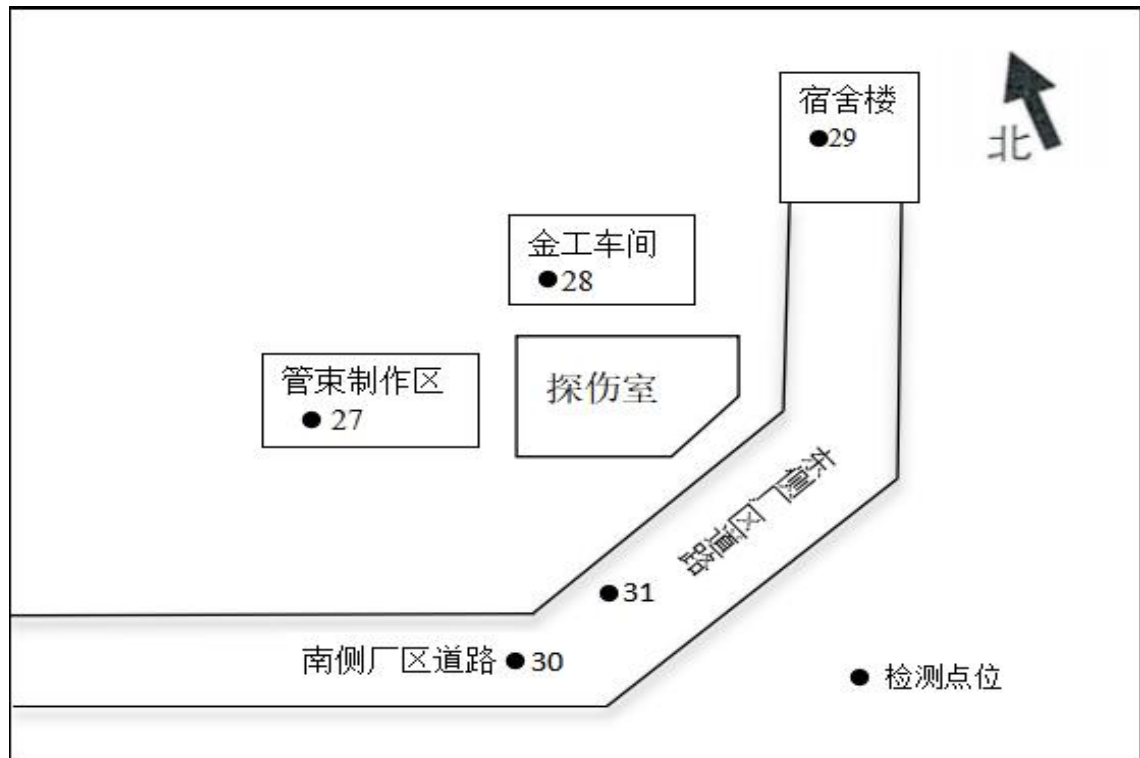 宿舍楼
●29
北
金工车间
●28
管束制作区
● 27
探伤室
东侧厂区道路
●31
南侧厂区道路 ●30
● 检测点位